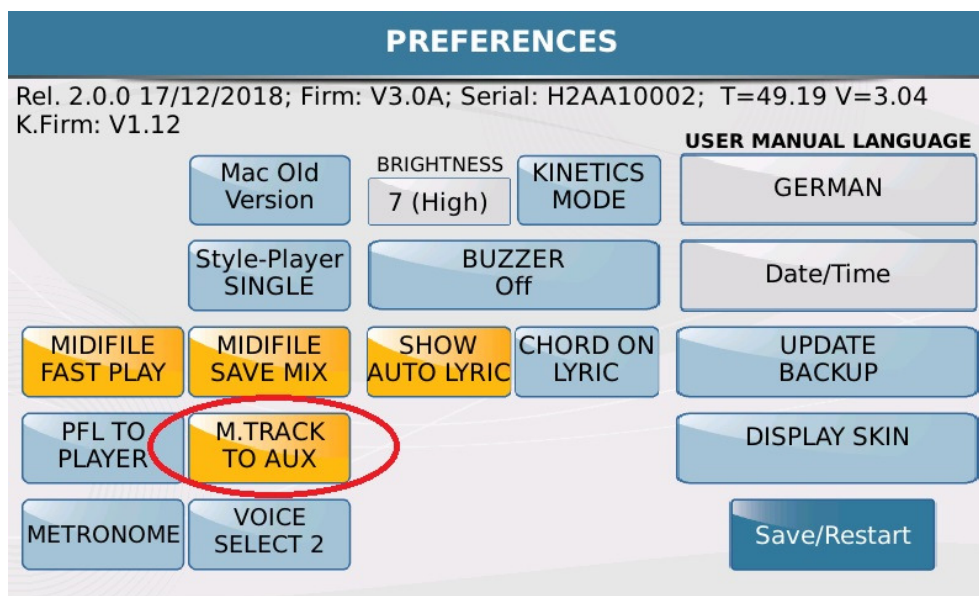 PREFERENCES
Rel. 2.0.0 17/12/2018; Firm: V3.0A; Serial: H2AA10002; T=49.19 V=3.04
K.Firm: V1.12
USER MANUAL LANGUAGE
Mac Old
Version
BRIGHTNESS
7 (High)
KINETICS
MODE
GERMAN
Style-Player
SINGLE
BUZZER
Off
Date/Time
MIDIFILE
FAST PLAY
MIDIFILE
SAVE MIX
SHOW
AUTO LYRIC
CHORD ON
LYRIC
UPDATE
BACKUP
PFL TO
PLAYER
M.TRACK
TO AUX
DISPLAY SKIN
METRONOME
VOICE
SELECT 2
Save/Restart